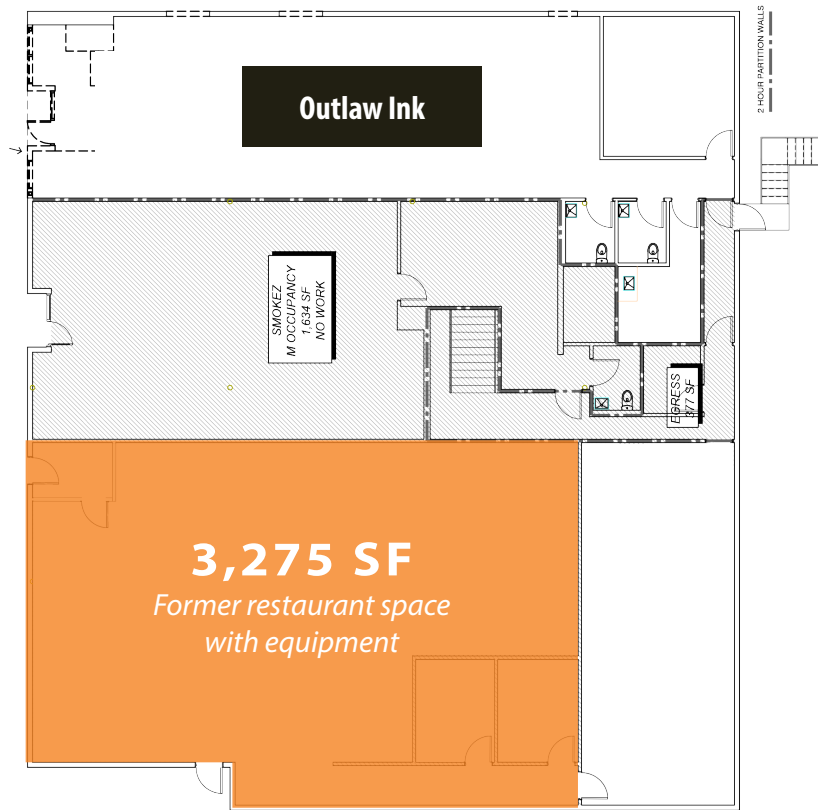 2 HOUR PARTITION WALLS
Outlaw Ink
SMOKEZ
M OCCUPANCY
1,634 SF
NO WORK
EGRESS
377 SF
3,275 SF
Former restaurant space
with equipment